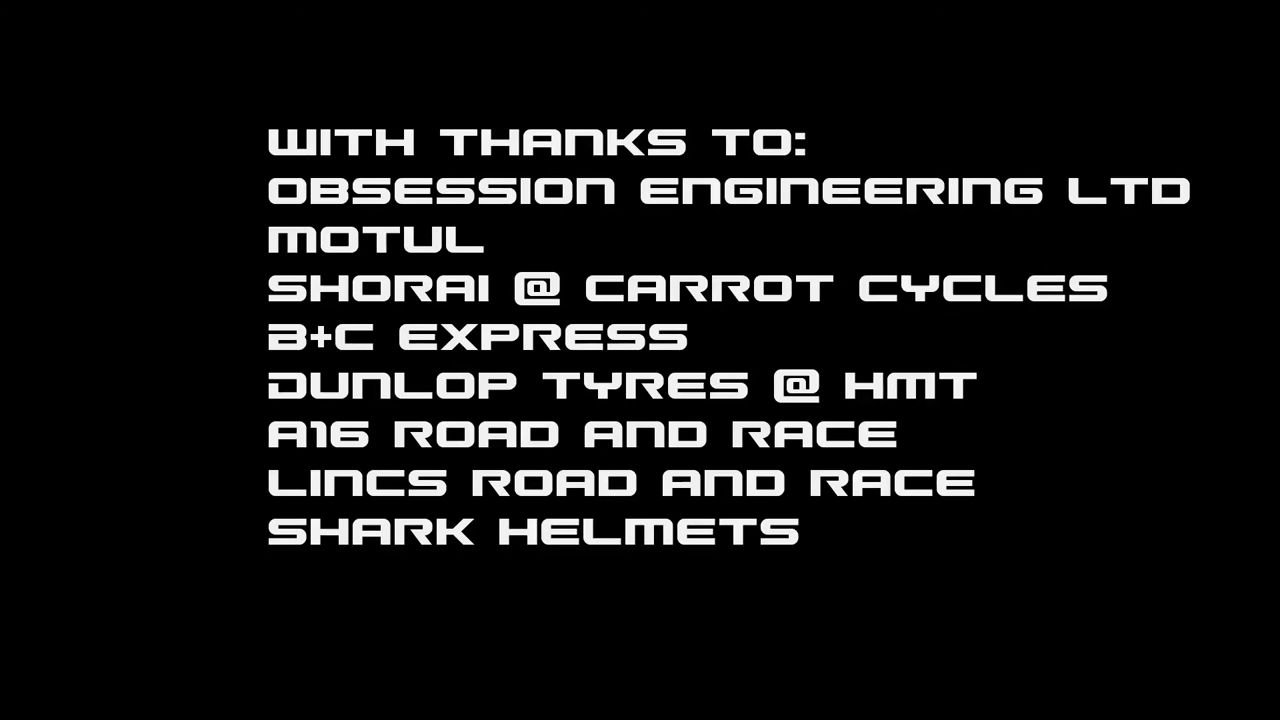 WITH THANKS TO:
OBSESSION ENGINEERING LTD
MOTUL
SHORAI @ CARROT CYCLES
B+C EXPRESS
DUNLOP TYRES @ HMT
A16 ROAD AND RACE
LINCS ROAD AND RACE
SHARK HELMETS